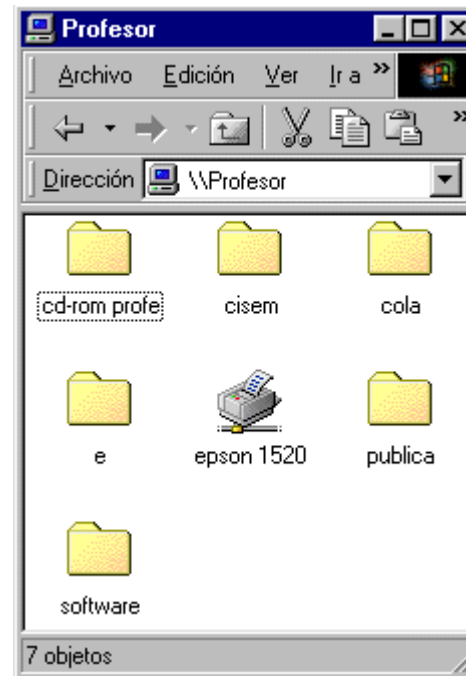 Profesor
Archivo Edición Ver Ir a »
»
Dirección \\Profesor
cd-rom profe cisem cola
e epson 1520 publica
software
7 objetos